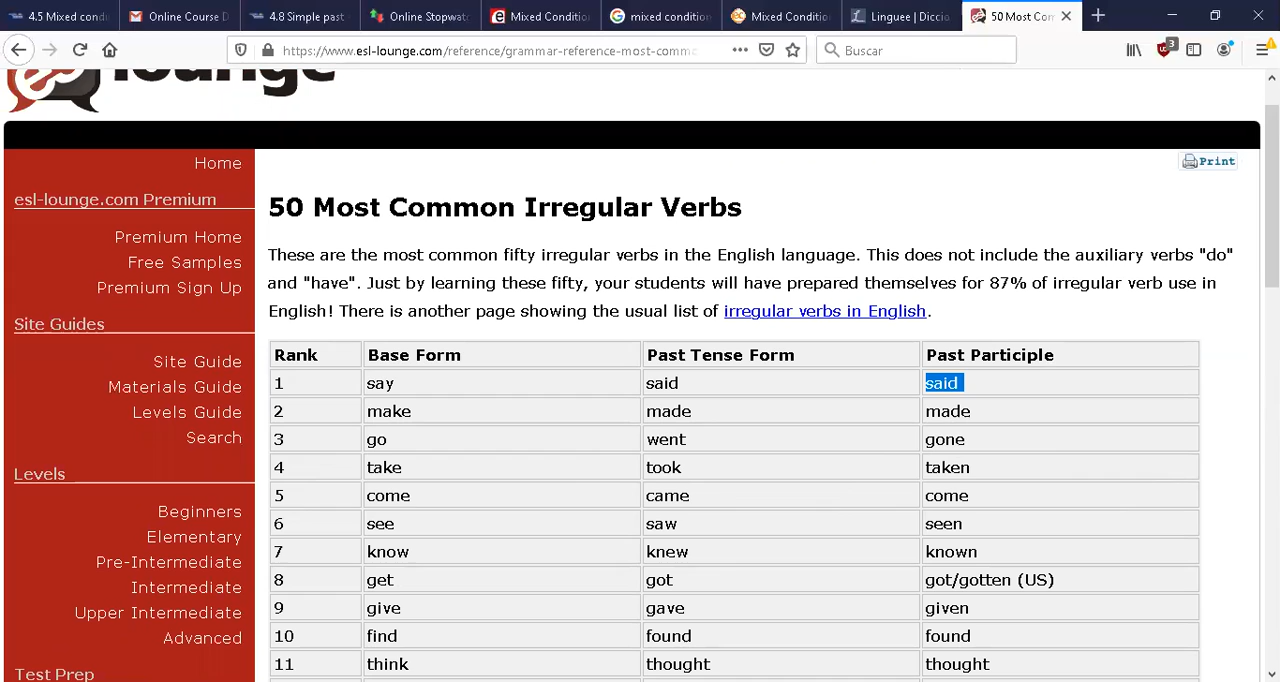 4.5 Mixed condi
Online Course D
4.8 Simple past
Online Stopwatc
Mixed Condition
mixed condition
Mixed Condition
Linguee | Diccio
50 Most Com
https://www.esl-lounge.com/reference/grammar-reference-most-commo
Buscar
3
lounge
Home
esl-lounge.com Premium
Premium Home
Free Samples
Premium Sign Up
Site Guides
Site Guide
Materials Guide
Levels Guide
Search
Levels
Beginners
Elementary
Pre-Intermediate
Intermediate
Upper Intermediate
Advanced
Test Prep
Print
50 Most Common Irregular Verbs
These are the most common fifty irregular verbs in the English language. This does not include the auxiliary verbs "do"
and "have". Just by learning these fifty, your students will have prepared themselves for 87% of irregular verb use in
English! There is another page showing the usual list of irregular verbs in English.
Rank Base Form Past Tense Form Past Participle
1 say said said
2 make made made
3 go went gone
4 take took taken
5 come came come
6 see saw seen
7 know knew known
8 get got got/gotten (US)
9 give gave given
10 find found found
11 think thought thought